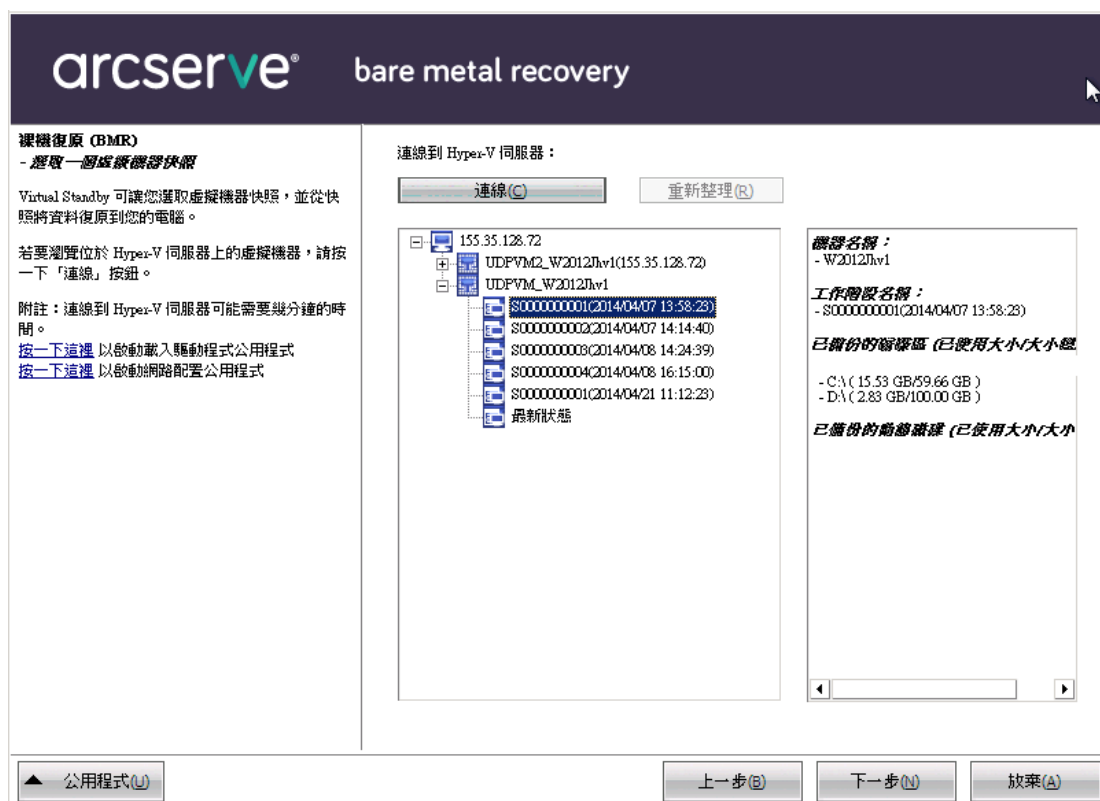 arcserve® bare metal recovery
裸機復原 (BMR)
- 選取一個虛擬機器快照
Virtual Standby 可讓您選取虛擬機器快照，並從快
照將資料復原到您的電腦。
若要瀏覽位於 Hyper-V 伺服器上的虛擬機器，請按
一下「連線」按鈕。
附註：連線到 Hyper-V 伺服器可能需要幾分鐘的時
間。
按一下這裡 以啟動載入驅動程式公用程式
按一下這裡 以啟動網路配置公用程式
連線到 Hyper-V 伺服器：
連線(C)
重新整理(R)
155.35.128.72
UDPVM2_W2012Jhv1(155.35.128.72)
UDPVM_W2012Jhv1
S0000000001(2014/04/07 13:58:23)
S0000000002(2014/04/07 14:14:40)
S0000000003(2014/04/08 14:24:39)
S0000000004(2014/04/08 16:15:00)
S0000000001(2014/04/21 11:12:23)
最新狀態
機器名稱：
- W2012Jhv1
工作階段名稱：
- S0000000001(2014/04/07 13:58:23)
已備份的磁碟區 (已使用大小/大小總
- C:\ ( 15.53 GB/59.66 GB )
- D:\ ( 2.83 GB/100.00 GB )
已備份的動態磁碟 (已使用大小/大小
公用程式(U)
上一步(B)
下一步(N)
放棄(A)